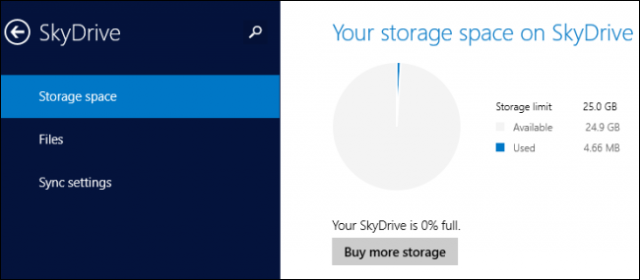 SkyDrive
Storage space
Files
Sync settings
Your storage space on SkyDrive
Storage limit 25.0 GB
Available 24.9 GB
Used 4.66 MB
Your SkyDrive is 0% full.
Buy more storage